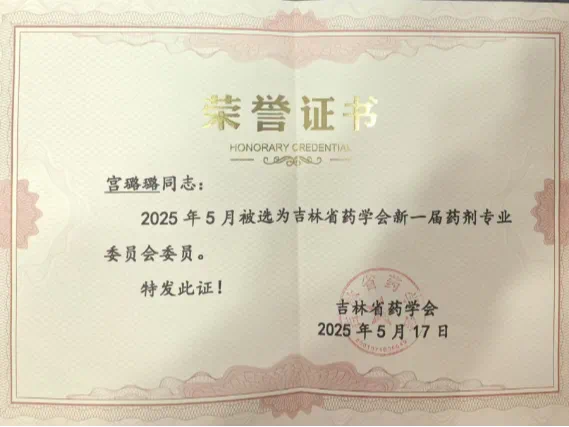 荣誉证书
HONORARY CREDENTIAL
宫璐璐同志：
2025 年 5 月被选为吉林省药学会新一届药剂专业
委员会委员。
特发此证！
吉林省药学会
2025 年 5 月 17 日